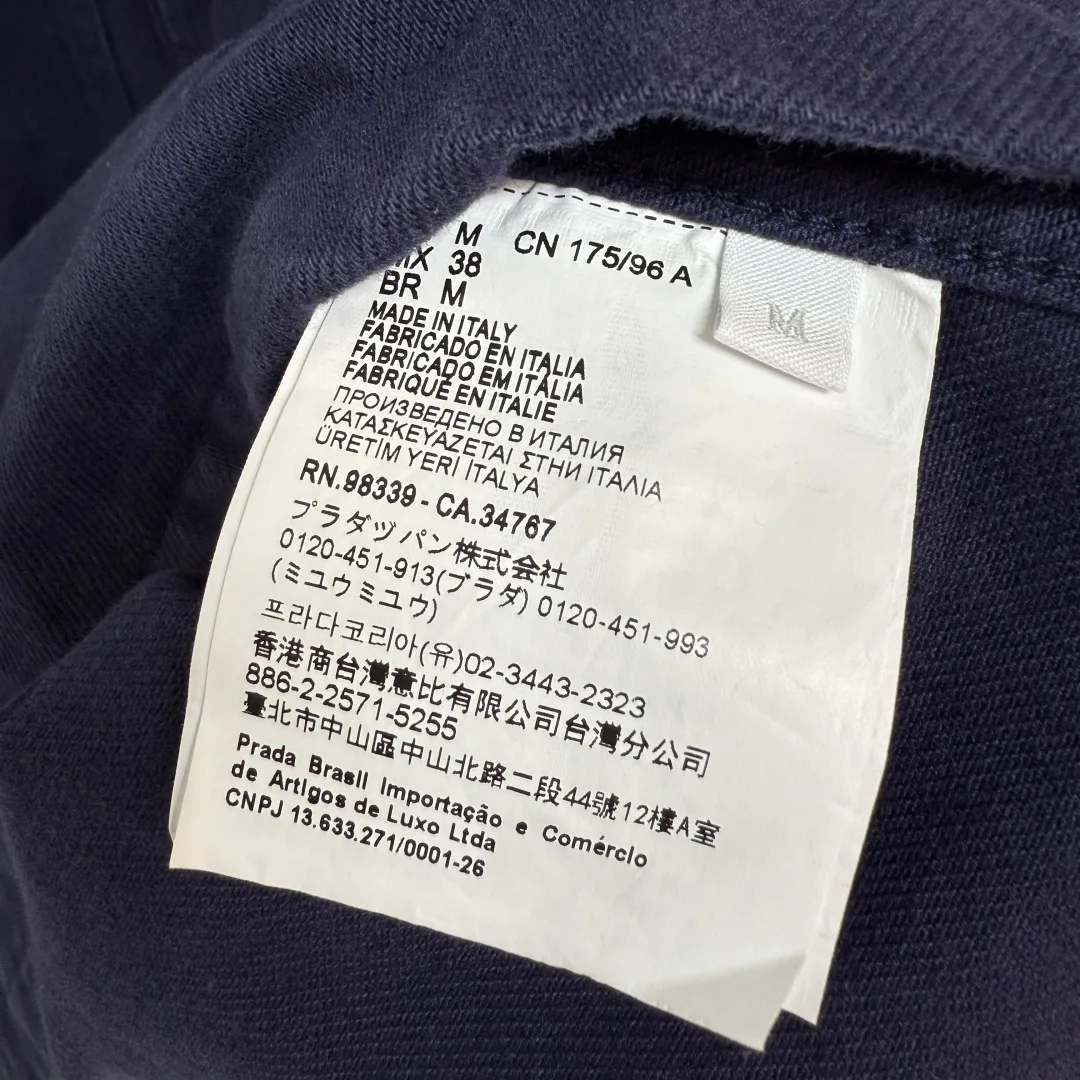 M CN 175/96 A
MX 38
BR M
M
MADE IN ITALY
FABRICADO EN ITALIA
FABRICADO EM ITÁLIA
FABRIQUÉ EN ITALIE
ПРОИЗВЕДЕНО В ИТАЛИЯ
ΚΑΤΑΣΚΕΥΑΖΕΤΑΙ ΣΤΗΝ ΙΤΑΛΙΑ
ÜRETİM YERİ İTALYA
RN.98339 - CA.34767
プラダヅパン株式会社
0120-451-913(プラダ) 0120-451-993
(ミユウミユウ)
프라다코리아(유)02-3443-2323
香港商台灣意比有限公司台灣分公司
886-2-2571-5255
臺北市中山區中山北路二段44號12樓A室
Prada Brasil Importação e Comércio
de Artigos de Luxo Ltda
CNPJ 13.633.271/0001-26